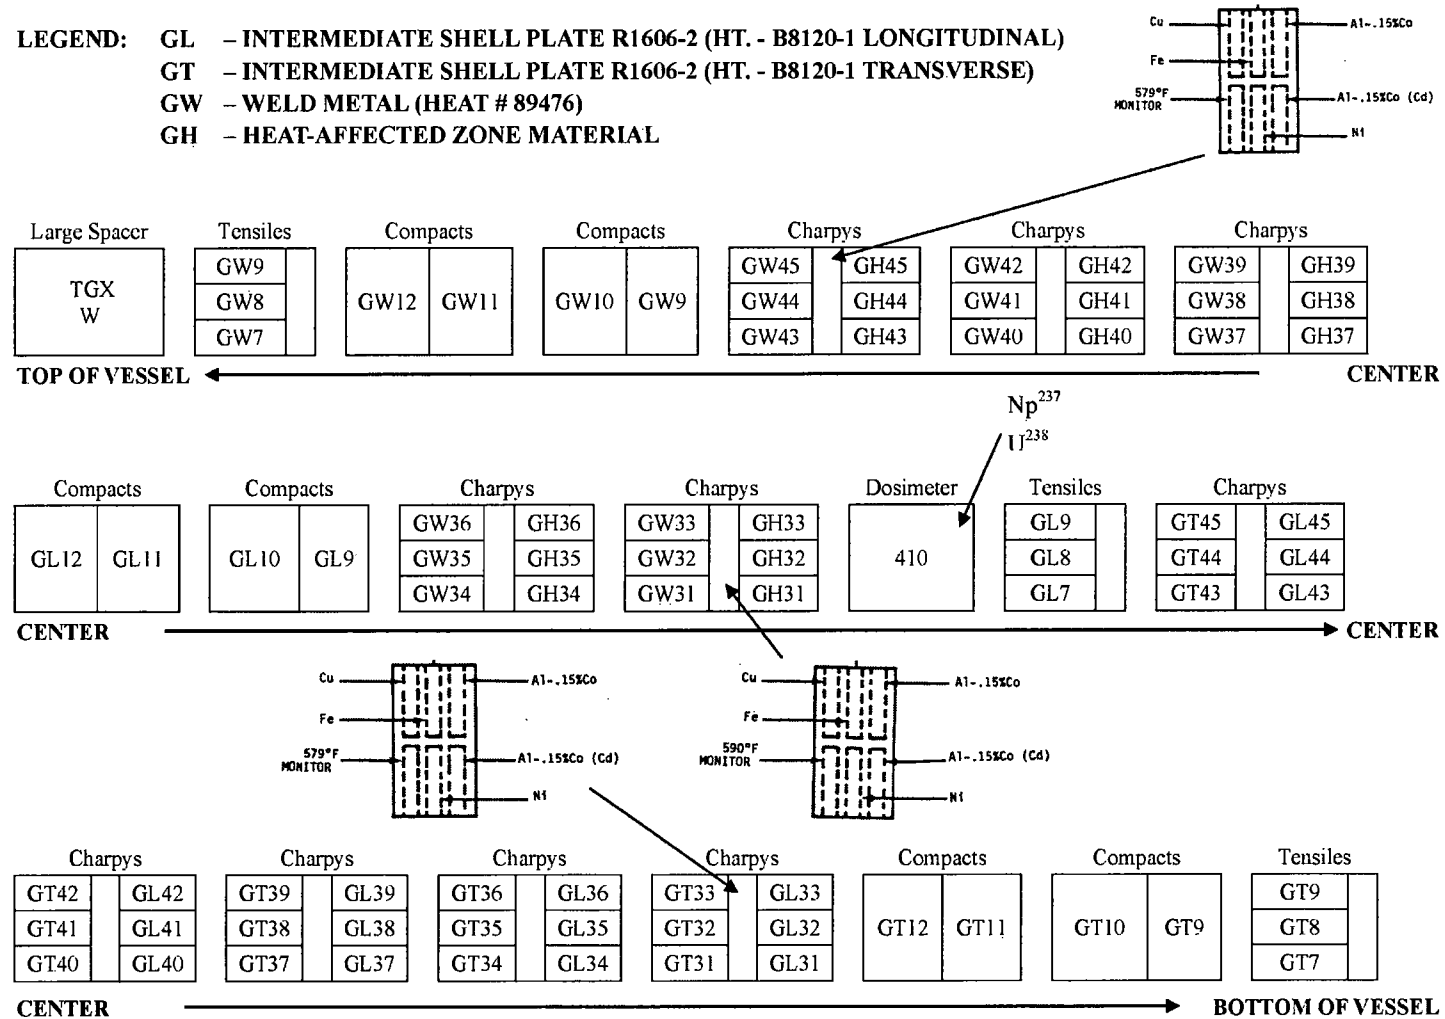 LEGEND: GL – INTERMEDIATE SHELL PLATE R1606-2 (HT. - B8120-1 LONGITUDINAL)
GT – INTERMEDIATE SHELL PLATE R1606-2 (HT. - B8120-1 TRANSVERSE)
GW – WELD METAL (HEAT # 89476)
GH – HEAT-AFFECTED ZONE MATERIAL
Cu Al-.15%Co
Fe
579°F
MONITOR Al-.15%Co (Cd)
Ni
Large Spacer Tensiles Compacts Compacts Charpys Charpys Charpys
GW9 GW45 GH45 GW42 GH42 GW39 GH39
TGX
W GW8 GW12 GW11 GW10 GW9 GW44 GH44 GW41 GH41 GW38 GH38
GW7 GW43 GH43 GW40 GH40 GW37 GH37
TOP OF VESSEL CENTER
Np237
U238
Compacts Compacts Charpys Charpys Dosimeter Tensiles Charpys
GW36 GH36 GW33 GH33 GL9 GT45 GL45
GL12 GL11 GL10 GL9 GW35 GH35 GW32 GH32 410 GL8 GT44 GL44
GW34 GH34 GW31 GH31 GL7 GT43 GL43
CENTER CENTER
Cu Al-.15%Co Cu Al-.15%Co
Fe Fe
579°F 590°F
MONITOR Al-.15%Co (Cd) MONITOR Al-.15%Co (Cd)
Ni Ni
Charpys Charpys Charpys Charpys Compacts Compacts Tensiles
GT42 GL42 GT39 GL39 GT36 GL36 GT33 GL33 GT9
GT41 GL41 GT38 GL38 GT35 GL35 GT32 GL32 GT12 GT11 GT10 GT9 GT8
GT40 GL40 GT37 GL37 GT34 GL34 GT31 GL31 GT7
CENTER BOTTOM OF VESSEL